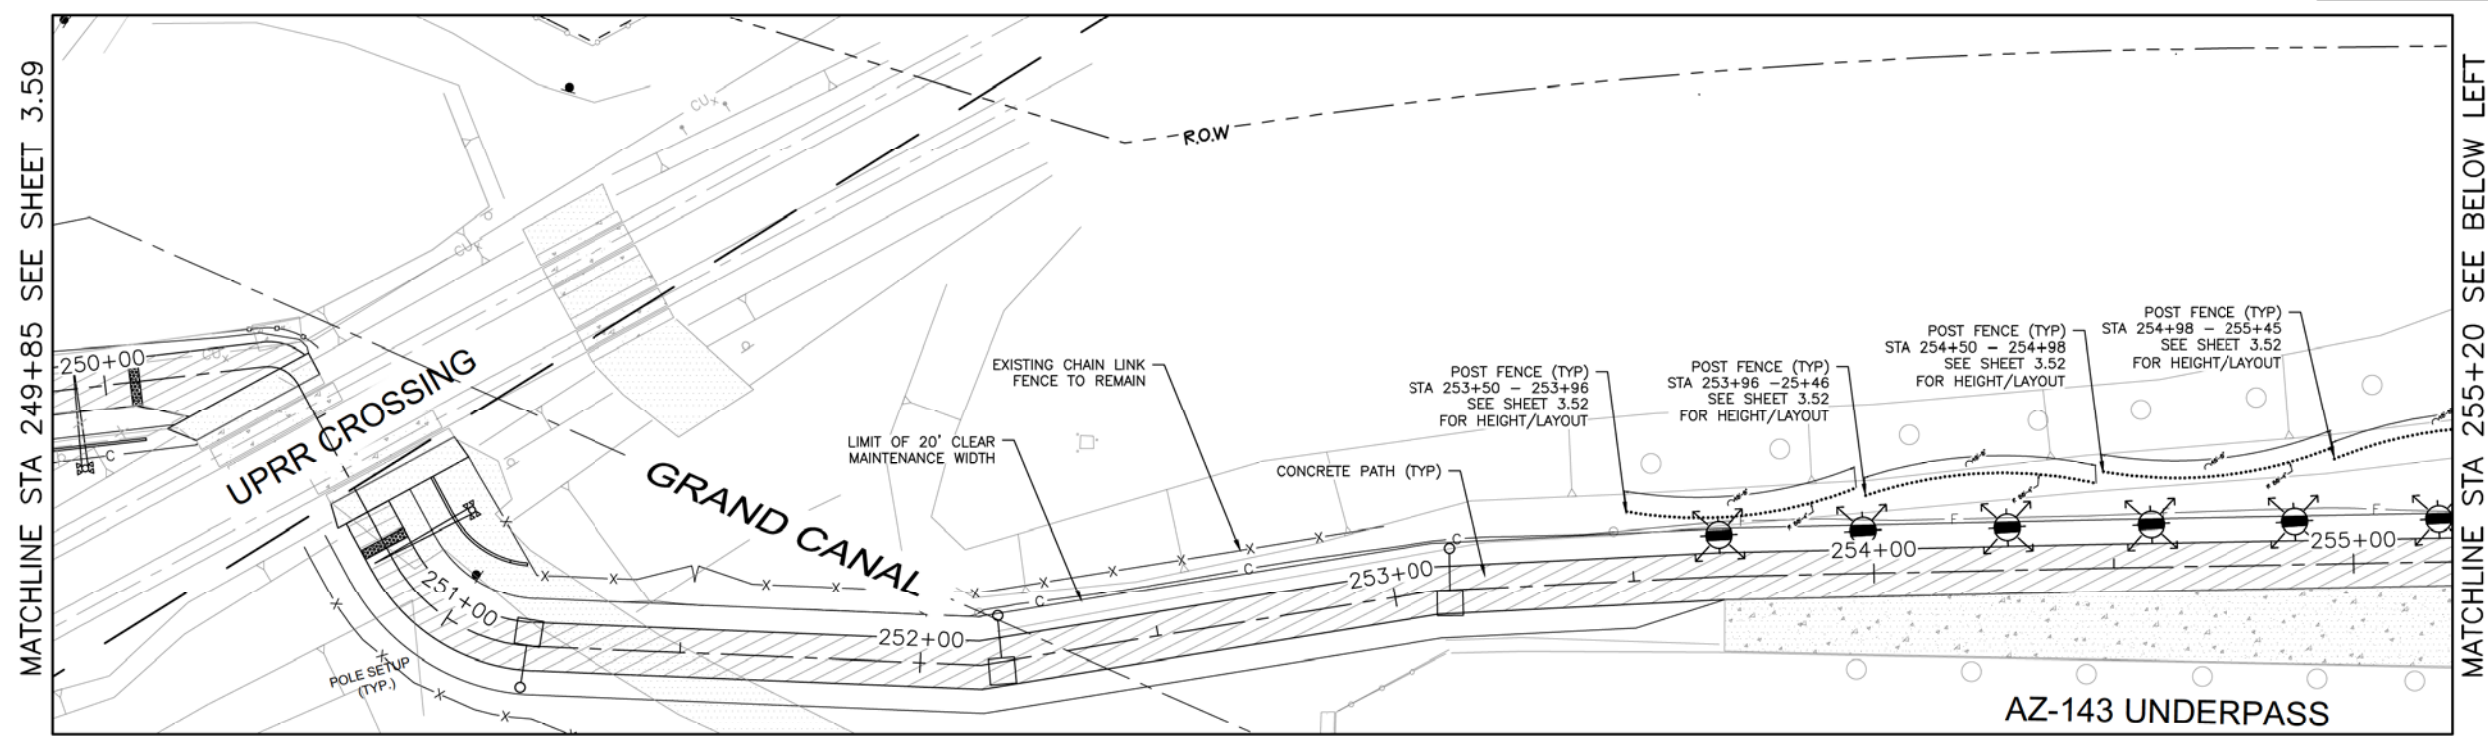 MATCHLINE STA 249+85 SEE SHEET 3.59
CU
R.O.W
CU
250+00
CU
C
UPRR CROSSING
GRAND CANAL
EXISTING CHAIN LINK
FENCE TO REMAIN
LIMIT OF 20' CLEAR
MAINTENANCE WIDTH
CONCRETE PATH (TYP)
POST FENCE (TYP)
STA 253+50 - 253+96
SEE SHEET 3.52
FOR HEIGHT/LAYOUT
POST FENCE (TYP)
STA 253+96 -25+46
SEE SHEET 3.52
FOR HEIGHT/LAYOUT
POST FENCE (TYP)
STA 254+50 - 254+98
SEE SHEET 3.52
FOR HEIGHT/LAYOUT
POST FENCE (TYP)
STA 254+98 - 255+45
SEE SHEET 3.52
FOR HEIGHT/LAYOUT
251+00
252+00
C
C
C
253+00
F
254+00
F
F
255+00
POLE SETUP
(TYP.)
AZ-143 UNDERPASS
MATCHLINE STA 255+20 SEE BELOW LEFT